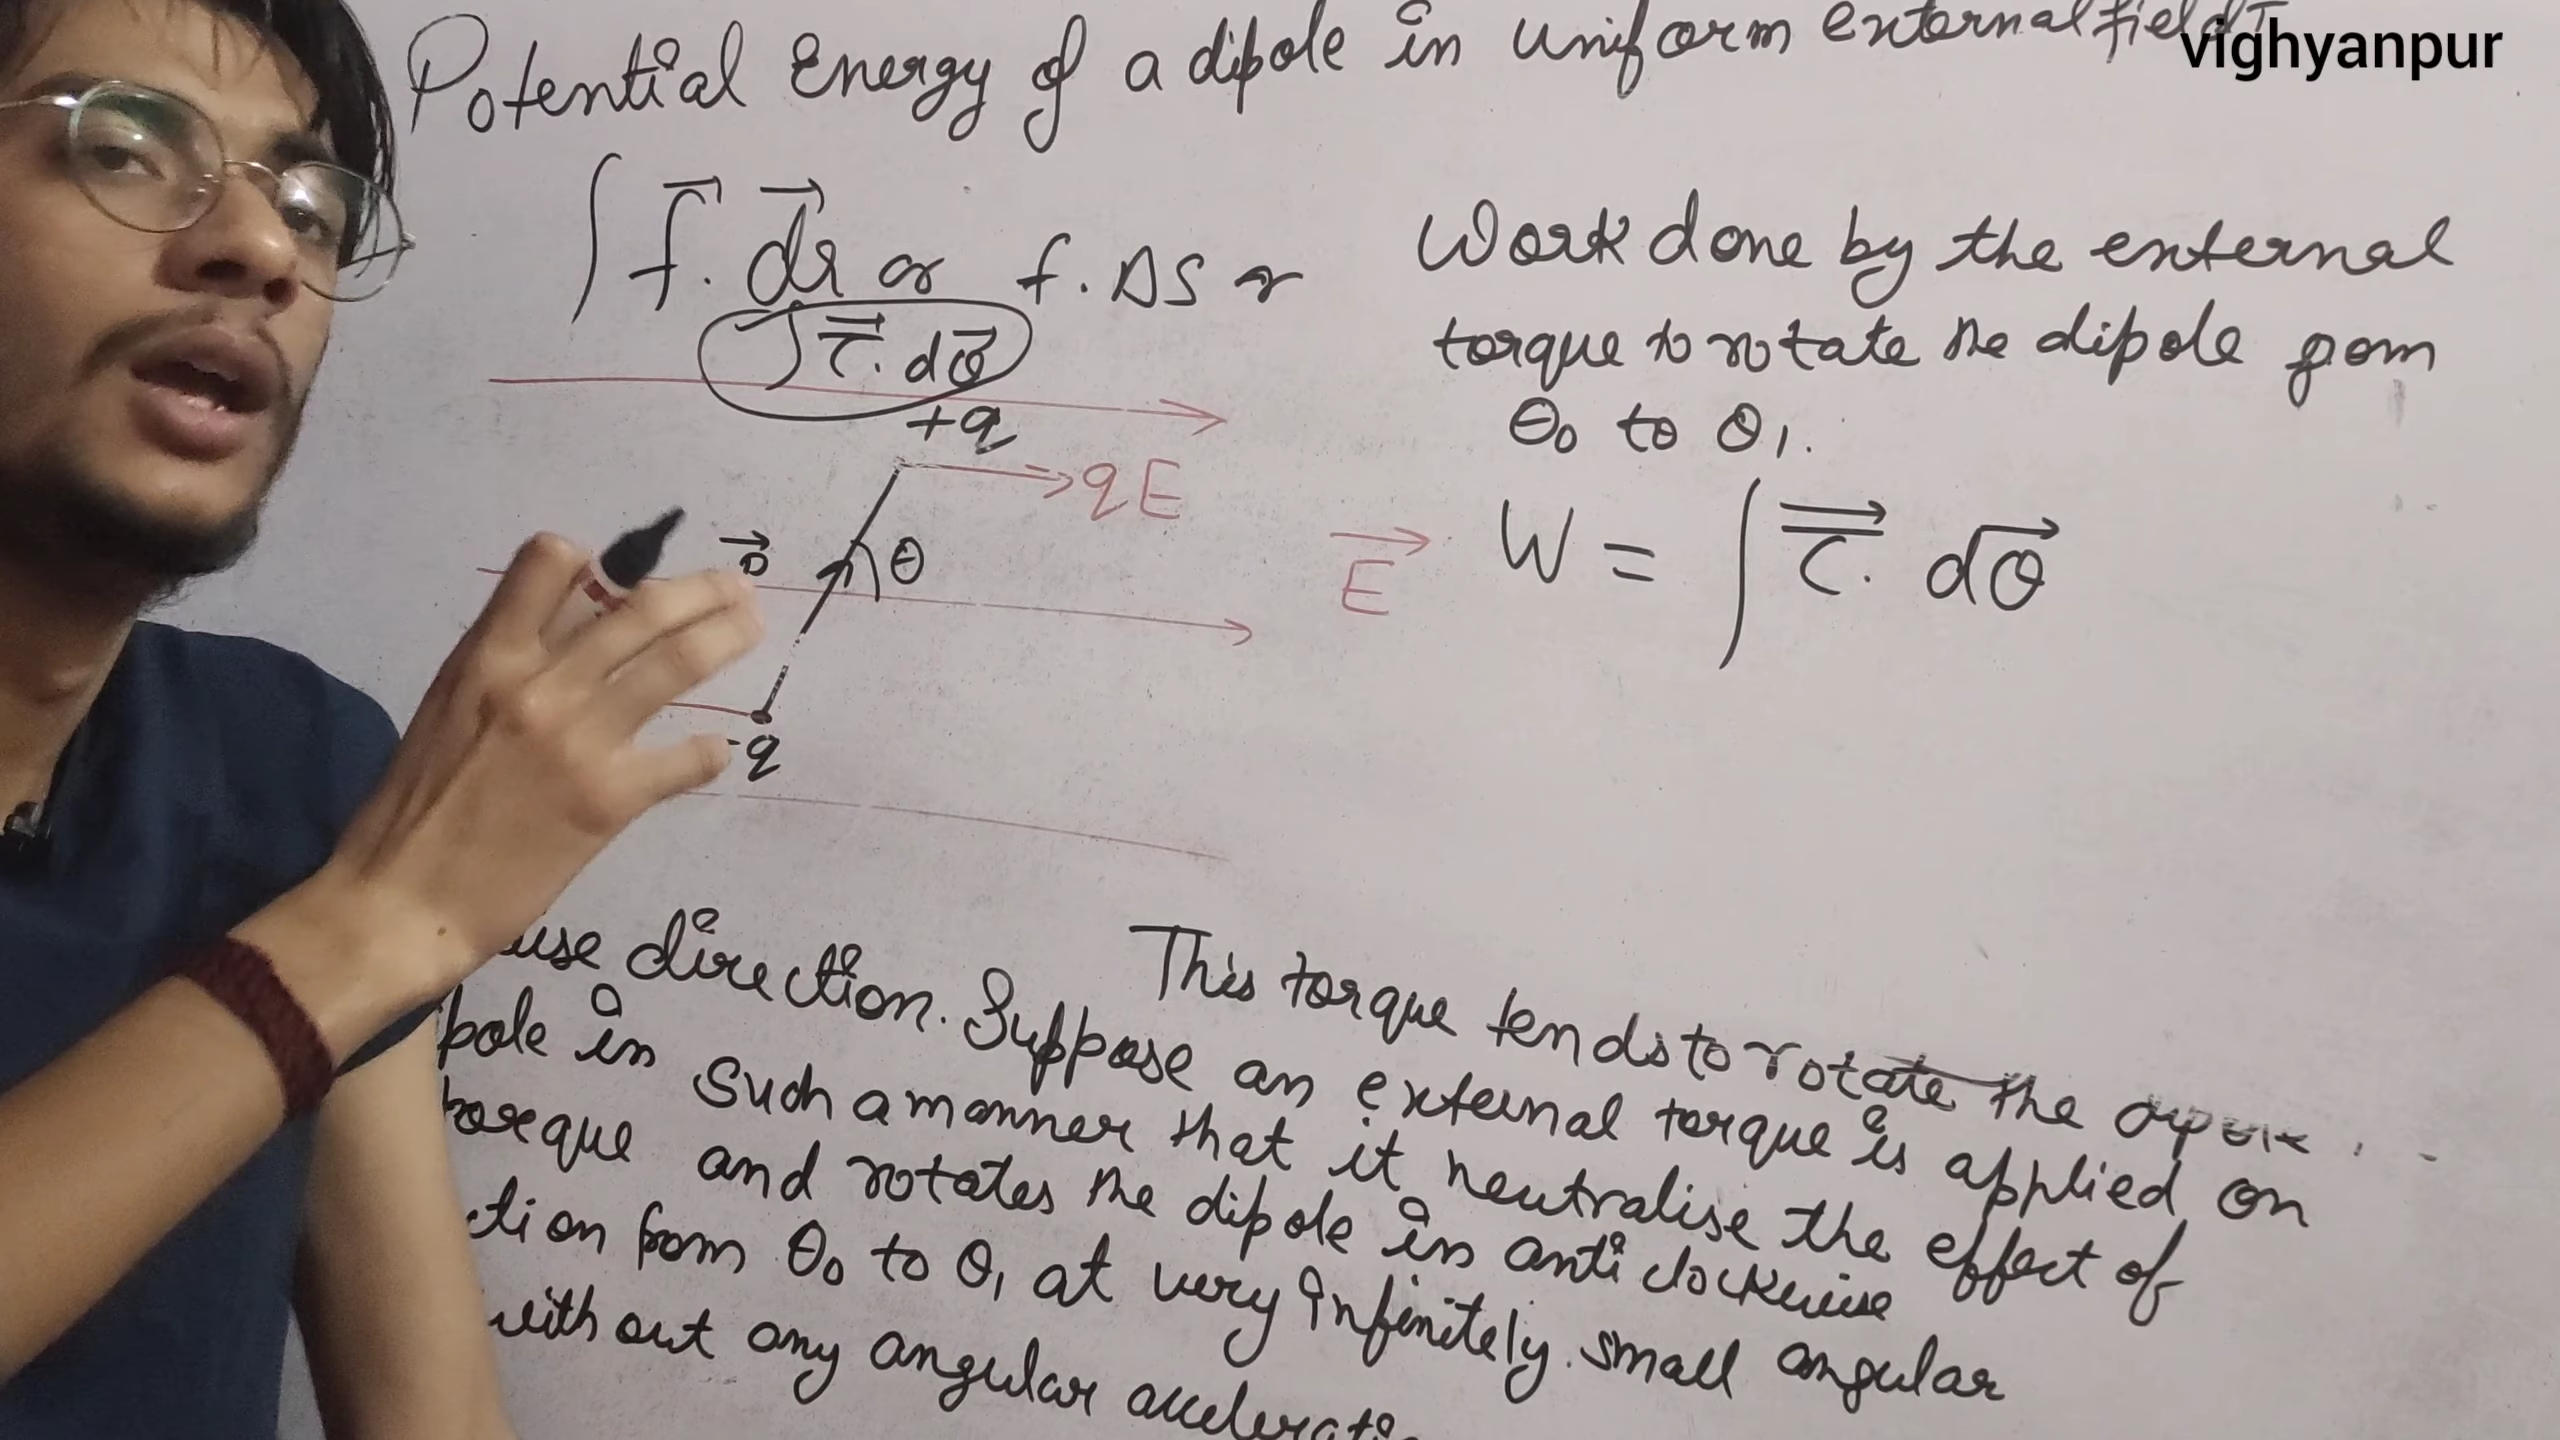 Potential Energy of a dipole in uniform external field
vighyanpur
∫ f⃗. dr⃗ or f. ΔS or
∫ τ⃗. dθ⃗
+q
qE
p⃗
θ
-q
E⃗
Work done by the external
torque to rotate the dipole from
θ₀ to θ₁.
W = ∫ τ⃗. dθ⃗
direction. This torque tends to rotate the dipole.
pole in Suppose an external torque is applied on
such a manner that it neutralise the effect of
torque and rotates the dipole in anti clockwise
tion from θ₀ to θ₁ at very infinitely small angular
without any angular